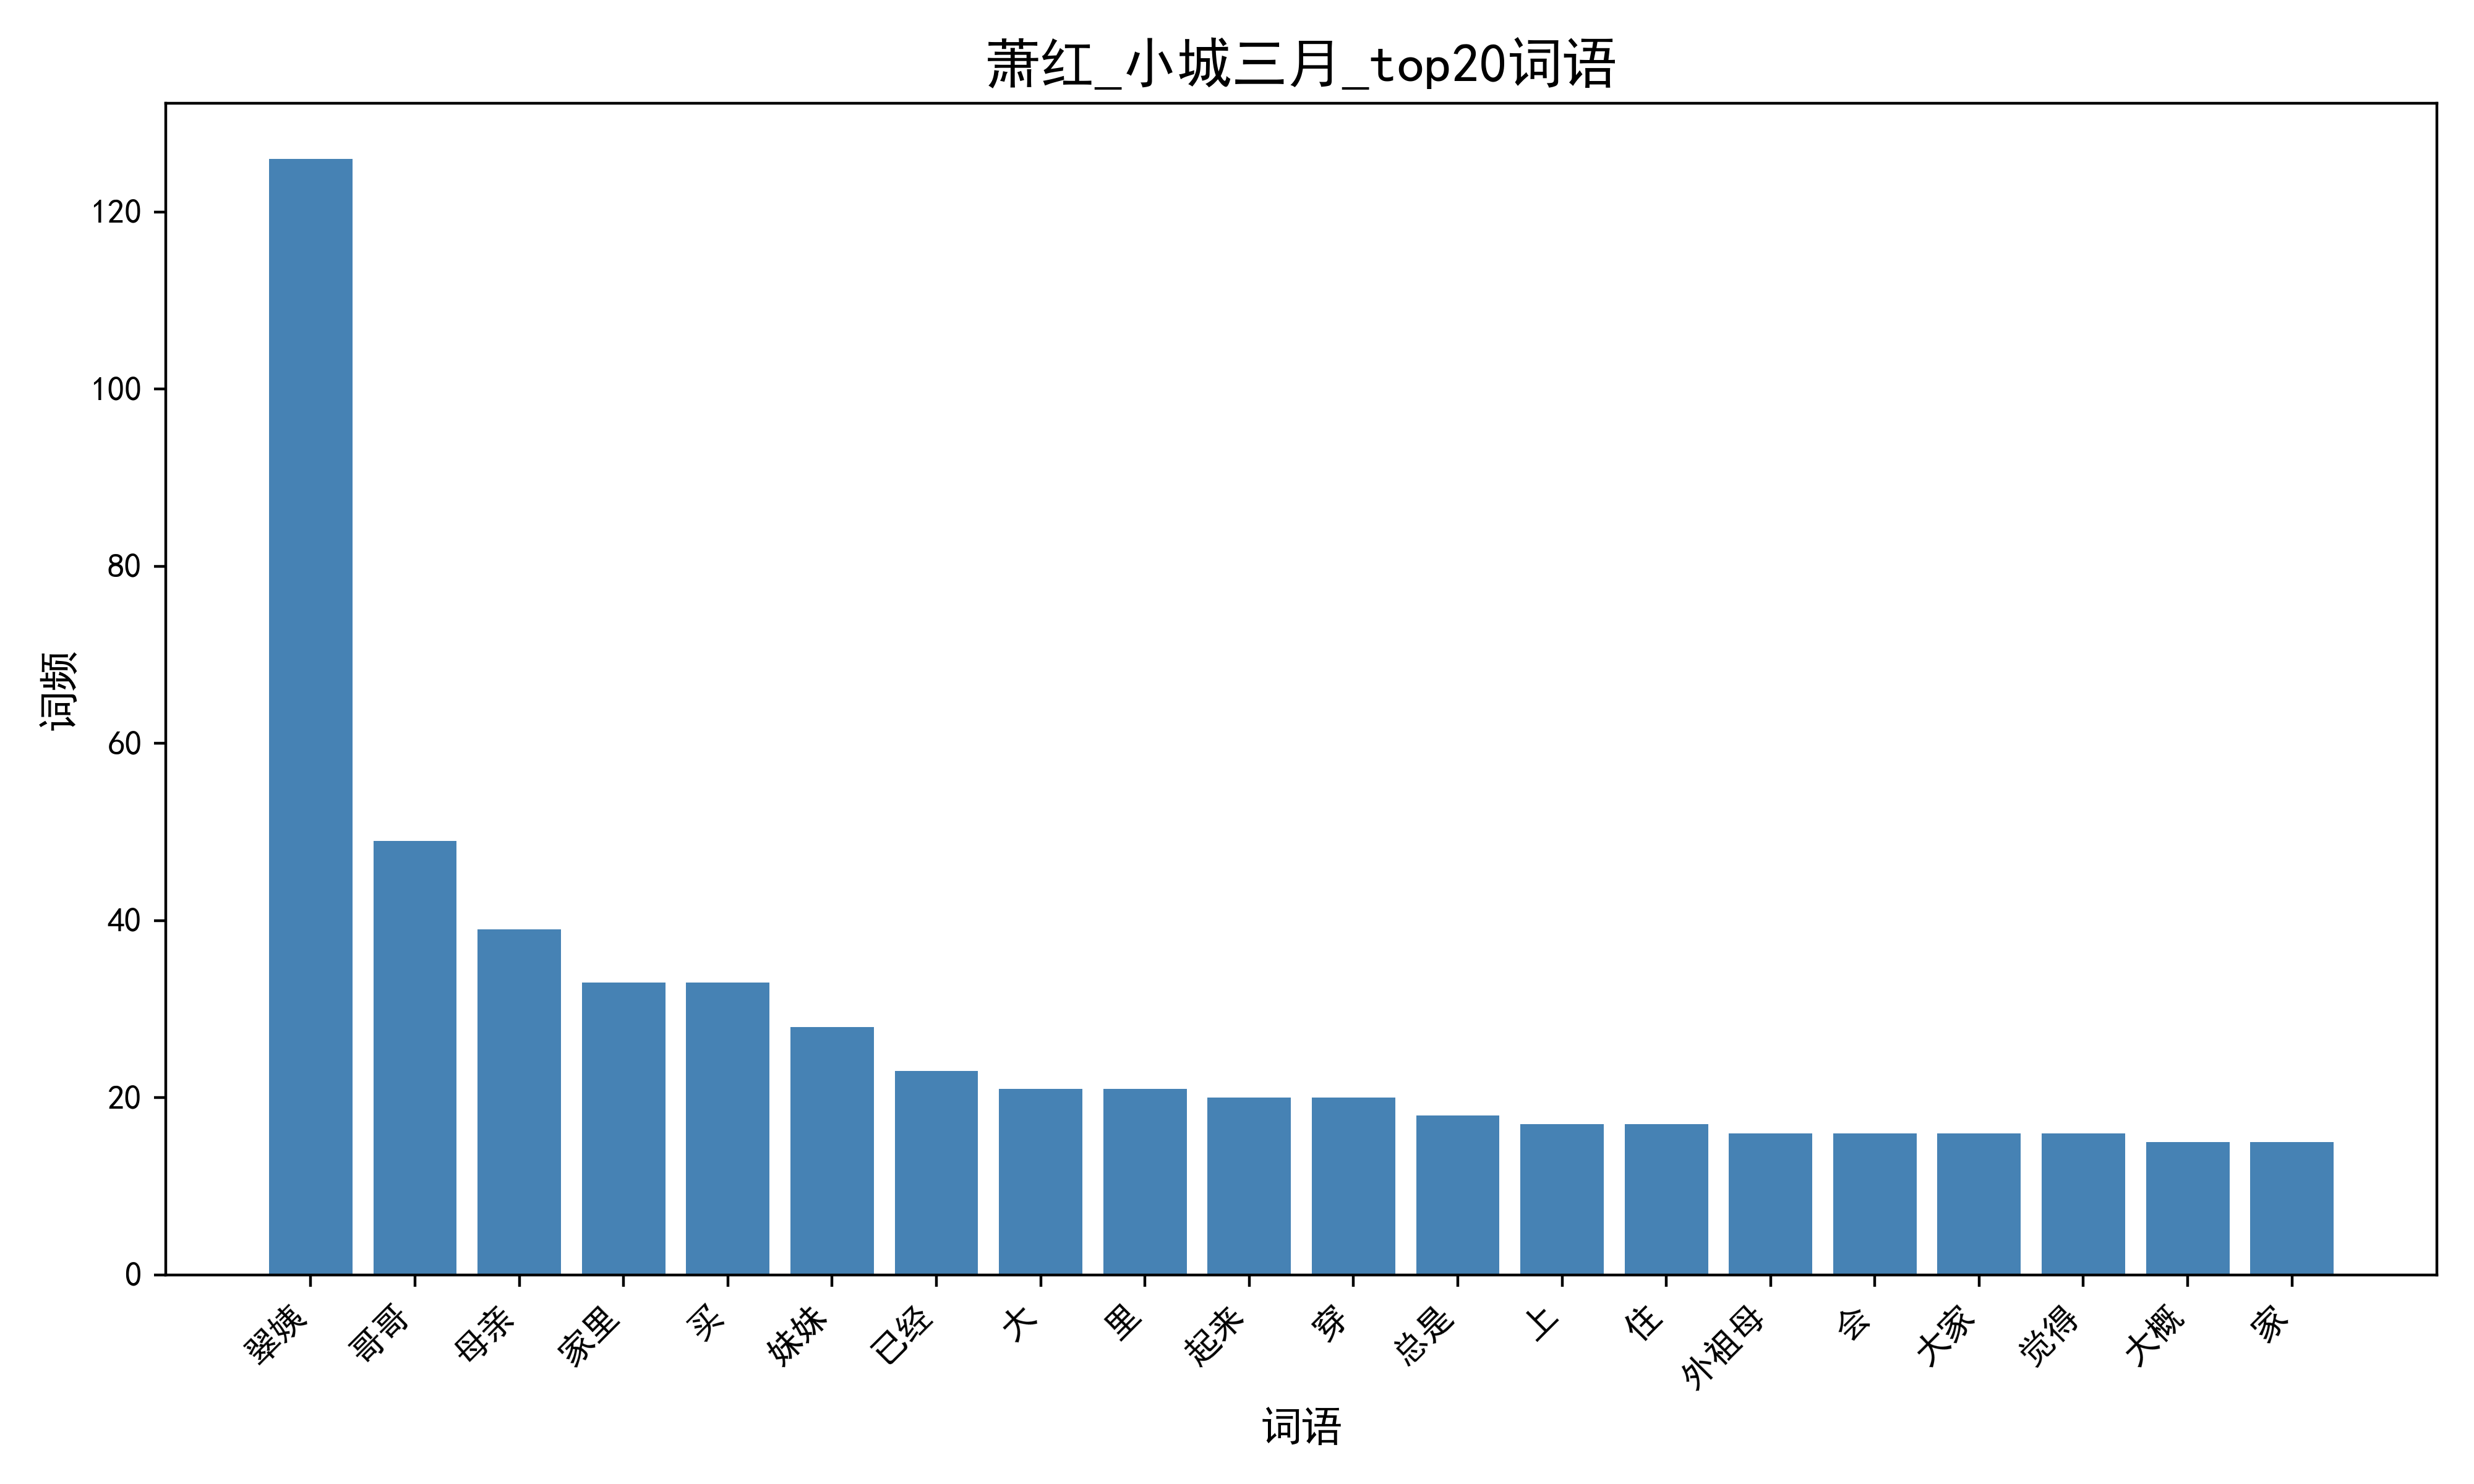 萧红_小城三月_top20词语
词频
120
100
80
60
40
20
0
翠姨
哥哥
母亲
家里
买
妹妹
已经
大
里
起来
穿
总是
上
住
外祖母
会
大家
觉得
大概
家
词语